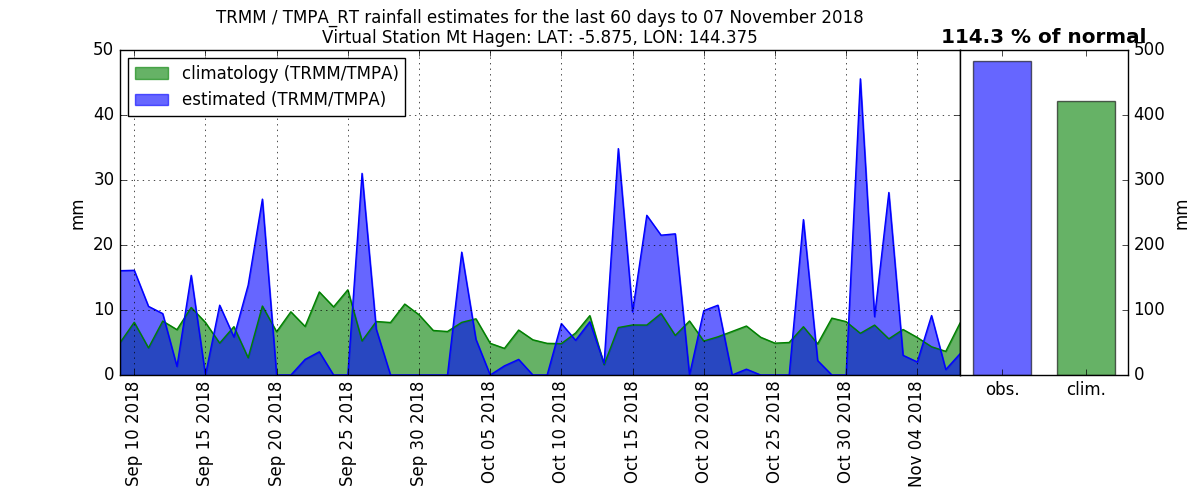 TRMM / TMPA_RT rainfall estimates for the last 60 days to 07 November 2018
Virtual Station Mt Hagen: LAT: -5.875, LON: 144.375
114.3 % of normal
climatology (TRMM/TMPA)
estimated (TRMM/TMPA)
50
40
30
20
10
0
mm
500
400
300
200
100
0
mm
Sep 10 2018
Sep 15 2018
Sep 20 2018
Sep 25 2018
Sep 30 2018
Oct 05 2018
Oct 10 2018
Oct 15 2018
Oct 20 2018
Oct 25 2018
Oct 30 2018
Nov 04 2018
obs.
clim.